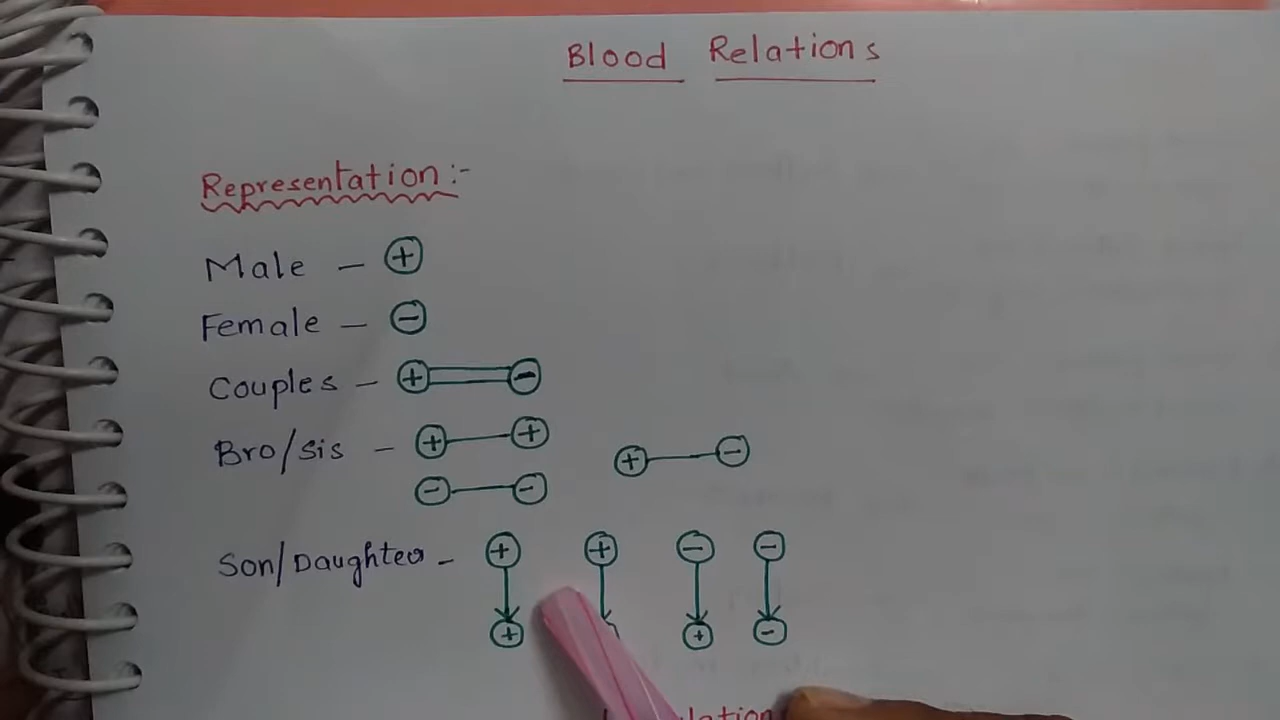 Blood Relations
Representation:-
Male - +
Female - -
Couples - + -
Bro/sis - + + + -
- -
Son/Daughter - + + - -
+ + -